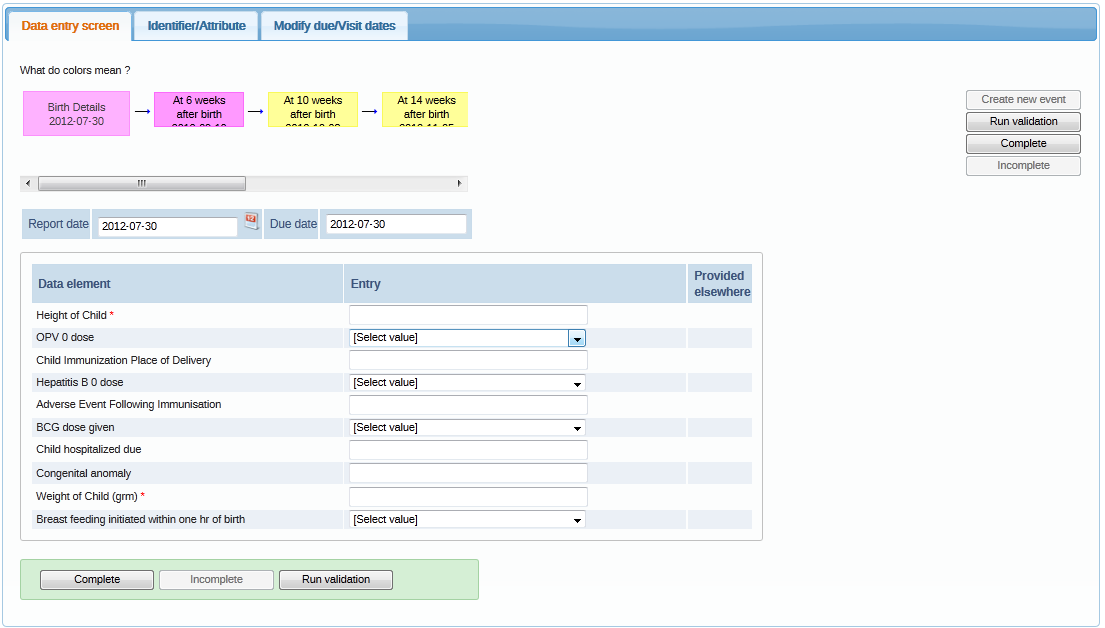 Data entry screen Identifier/Attribute Modify due/Visit dates
What do colors mean ?
Birth Details
2012-07-30
At 6 weeks
after birth
At 10 weeks
after birth
At 14 weeks
after birth
Create new event
Run validation
Complete
Incomplete
Report date 2012-07-30 Due date 2012-07-30
Data element Entry Provided
elsewhere
Height of Child *
OPV 0 dose [Select value]
Child Immunization Place of Delivery
Hepatitis B 0 dose [Select value]
Adverse Event Following Immunisation
BCG dose given [Select value]
Child hospitalized due
Congenital anomaly
Weight of Child (grm) *
Breast feeding initiated within one hr of birth [Select value]
Complete Incomplete Run validation